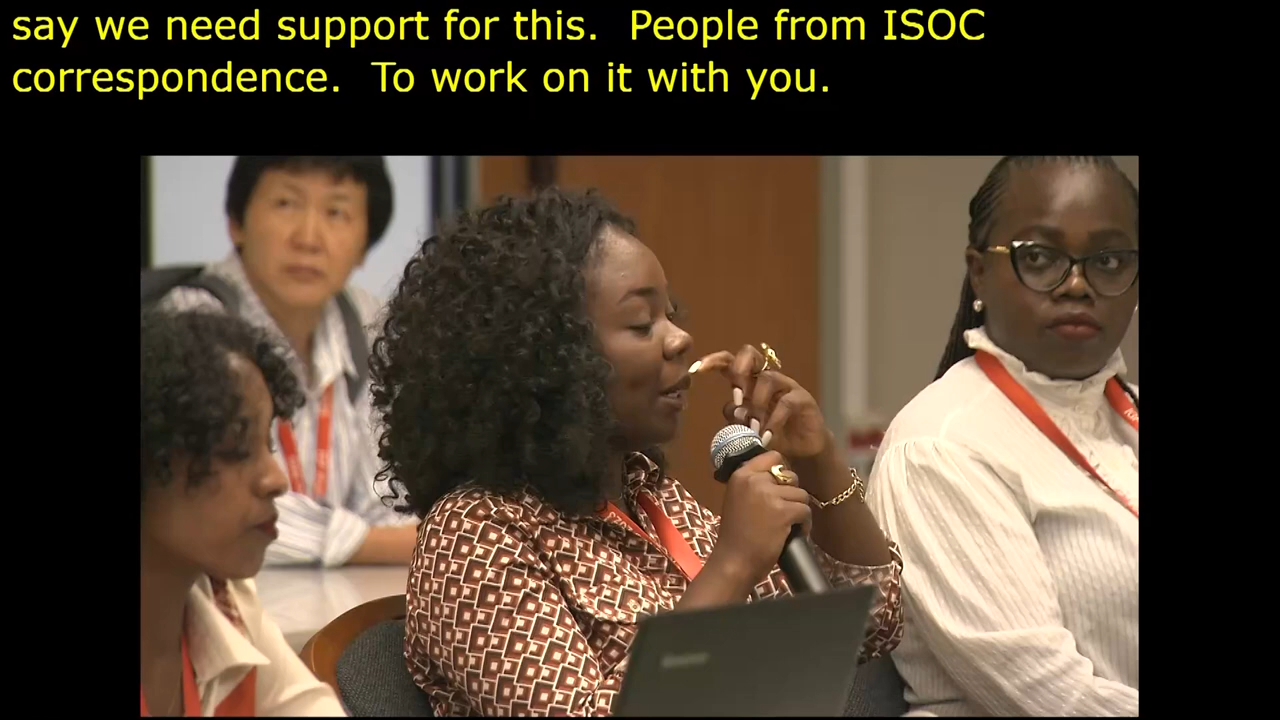 say we need support for this.  People from ISOC
correspondence.  To work on it with you.